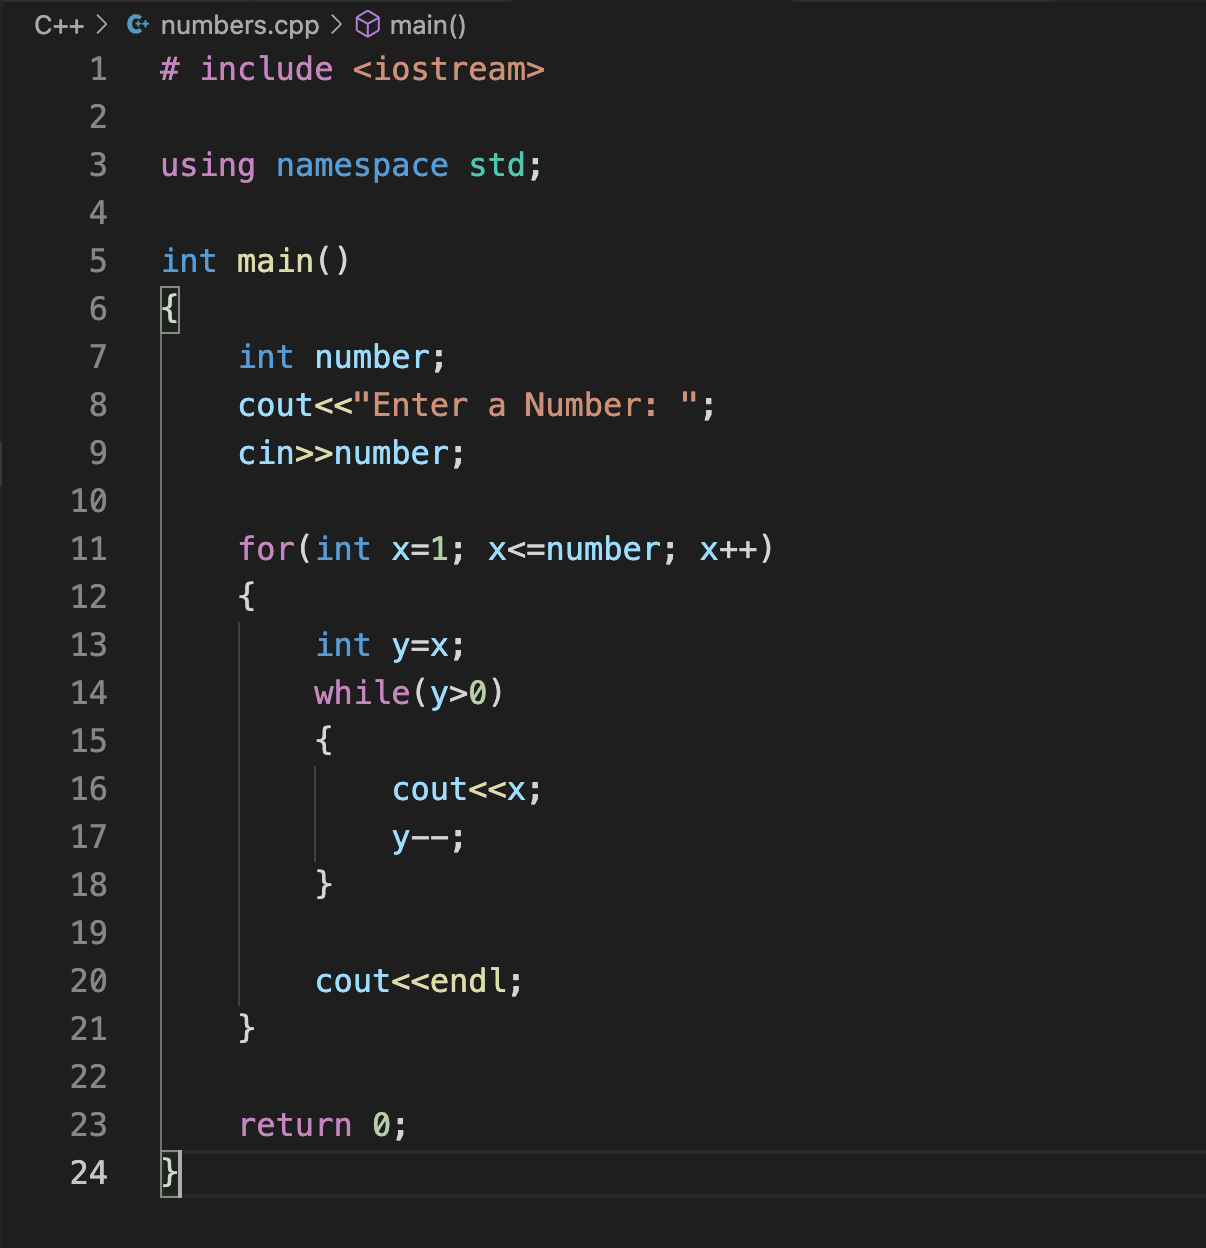 C++ > numbers.cpp > main()
1 # include <iostream>
2
3 using namespace std;
4
5 int main()
6 {
7     int number;
8     cout<<"Enter a Number: ";
9     cin>>number;
10
11     for(int x=1; x<=number; x++)
12     {
13         int y=x;
14         while(y>0)
15         {
16             cout<<x;
17             y--;
18         }
19
20         cout<<endl;
21     }
22
23     return 0;
24 }